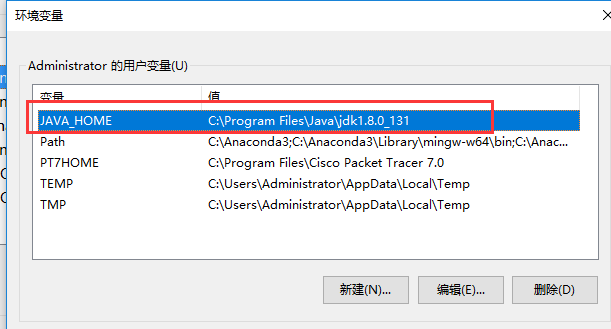 环境变量
Administrator 的用户变量(U)
变量 值
JAVA_HOME C:\Program Files\Java\jdk1.8.0_131
Path C:\Anaconda3;C:\Anaconda3\Library\mingw-w64\bin;C:\Anac...
PT7HOME C:\Program Files\Cisco Packet Tracer 7.0
TEMP C:\Users\Administrator\AppData\Local\Temp
TMP C:\Users\Administrator\AppData\Local\Temp
新建(N)... 编辑(E)... 删除(D)